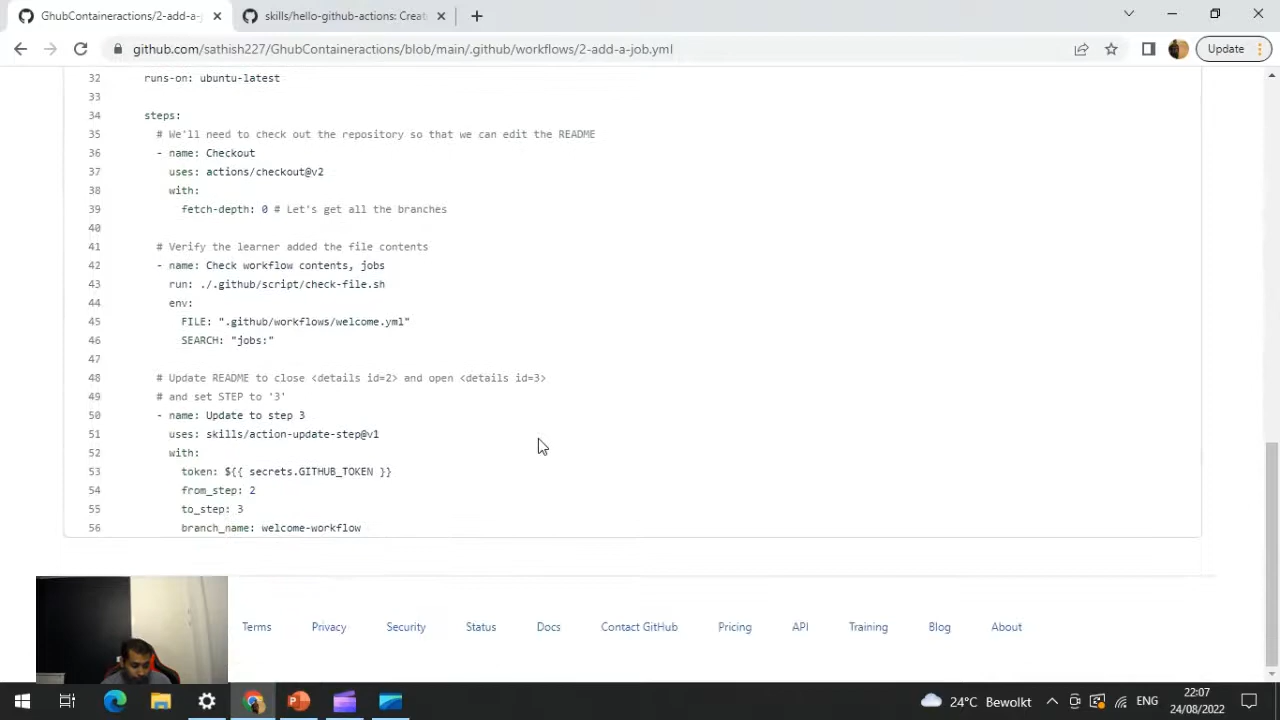 GhubContaineractions/2-add-a-
skills/hello-github-actions: Creat
github.com/sathish227/GhubContaineractions/blob/main/.github/workflows/2-add-a-job.yml
Update
32 runs-on: ubuntu-latest
33
34 steps:
35 # We'll need to check out the repository so that we can edit the README
36 - name: Checkout
37 uses: actions/checkout@v2
38 with:
39 fetch-depth: 0 # Let's get all the branches
40
41 # Verify the learner added the file contents
42 - name: Check workflow contents, jobs
43 run: ./.github/script/check-file.sh
44 env:
45 FILE: ".github/workflows/welcome.yml"
46 SEARCH: "jobs:"
47
48 # Update README to close <details id=2> and open <details id=3>
49 # and set STEP to '3'
50 - name: Update to step 3
51 uses: skills/action-update-step@v1
52 with:
53 token: ${{ secrets.GITHUB_TOKEN }}
54 from_step: 2
55 to_step: 3
56 branch_name: welcome-workflow
Terms Privacy Security Status Docs Contact GitHub Pricing API Training Blog About
24°C Bewolkt ENG
22:07
24/08/2022